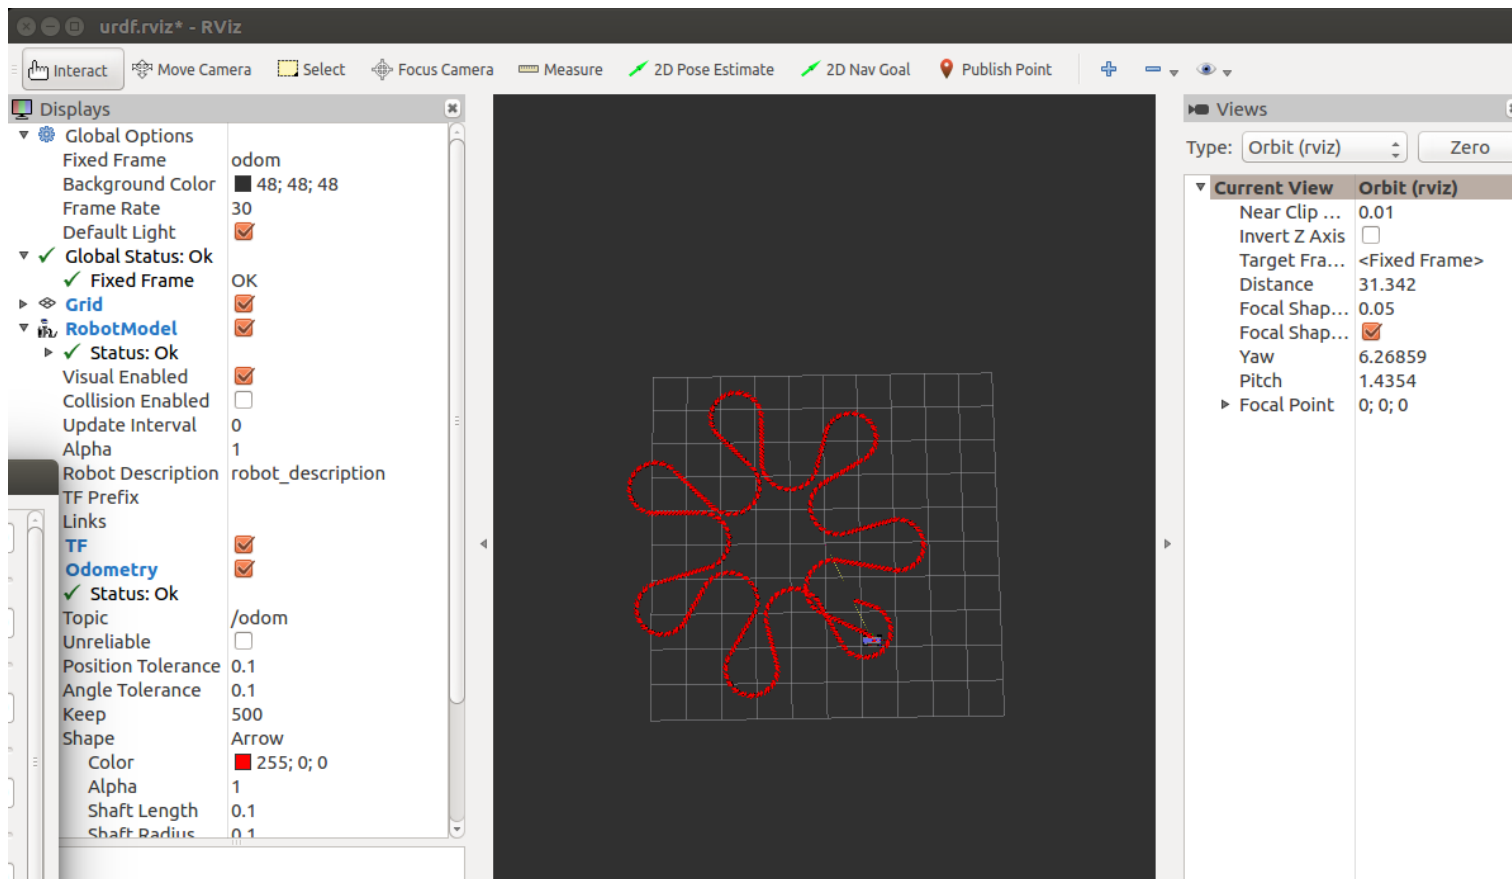 urdf.rviz* - RViz
Interact Move Camera Select Focus Camera Measure 2D Pose Estimate 2D Nav Goal Publish Point
Displays
Global Options
Fixed Frame odom
Background Color 48; 48; 48
Frame Rate 30
Default Light
Global Status: Ok
Fixed Frame OK
Grid
RobotModel
Status: Ok
Visual Enabled
Collision Enabled
Update Interval 0
Alpha 1
Robot Description robot_description
TF Prefix
Links
TF
Odometry
Status: Ok
Topic /odom
Unreliable
Position Tolerance 0.1
Angle Tolerance 0.1
Keep 500
Shape Arrow
Color 255; 0; 0
Alpha 1
Shaft Length 0.1
Shaft Radius 0.1
Views
Type: Orbit (rviz) Zero
Current View Orbit (rviz)
Near Clip ... 0.01
Invert Z Axis
Target Fra... <Fixed Frame>
Distance 31.342
Focal Shap... 0.05
Focal Shap...
Yaw 6.26859
Pitch 1.4354
Focal Point 0; 0; 0